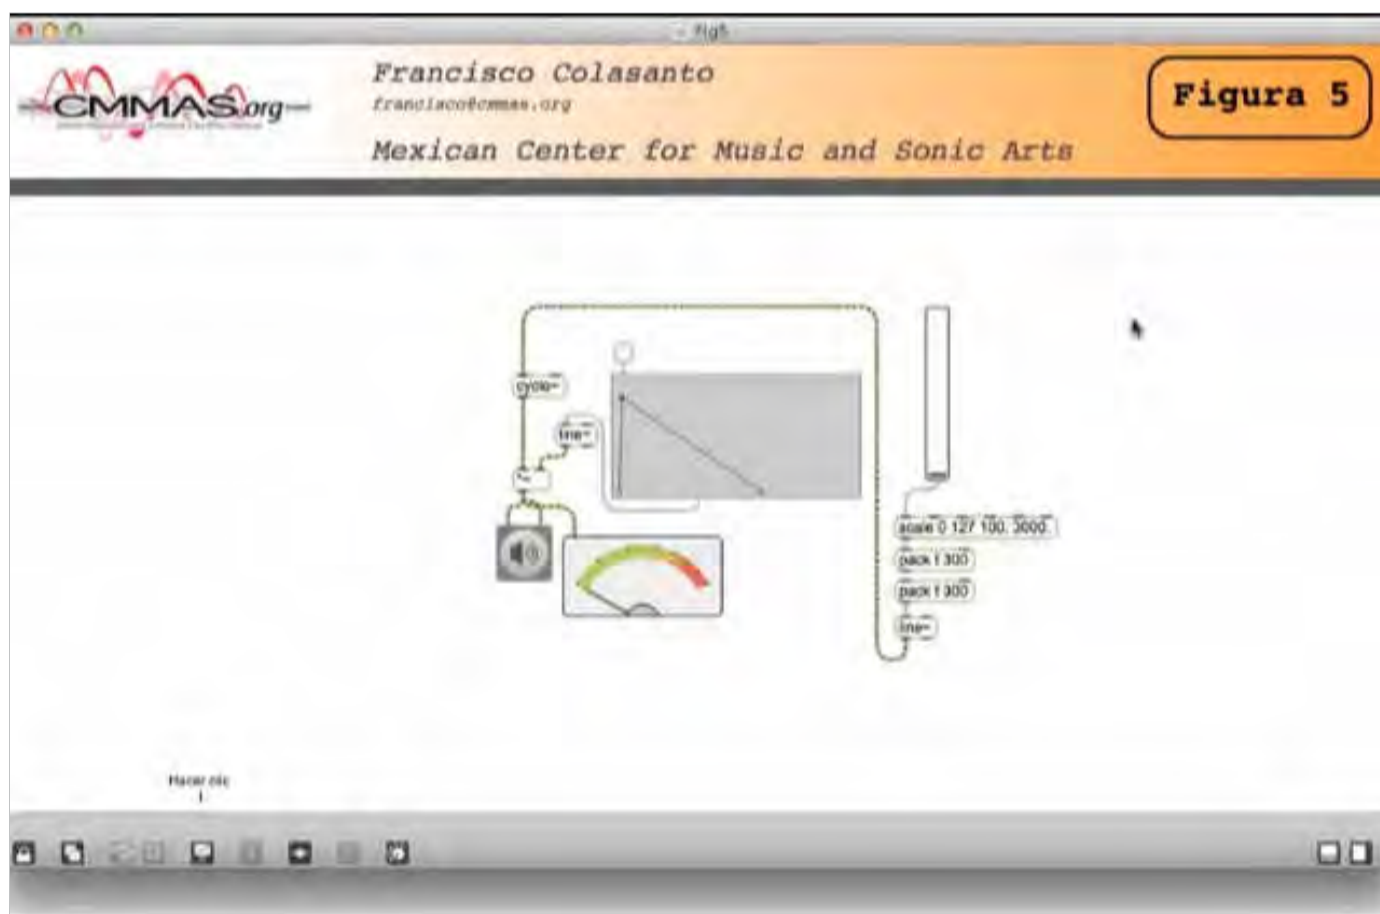 fig5
CMMAS.org
Francisco Colasanto
francisco@cmmas.org
Mexican Center for Music and Sonic Arts
Figura 5
cycle~
line~
*~
scale 0 127 100. 3000.
pack f 300
pack f 300
line~
Hacer clic